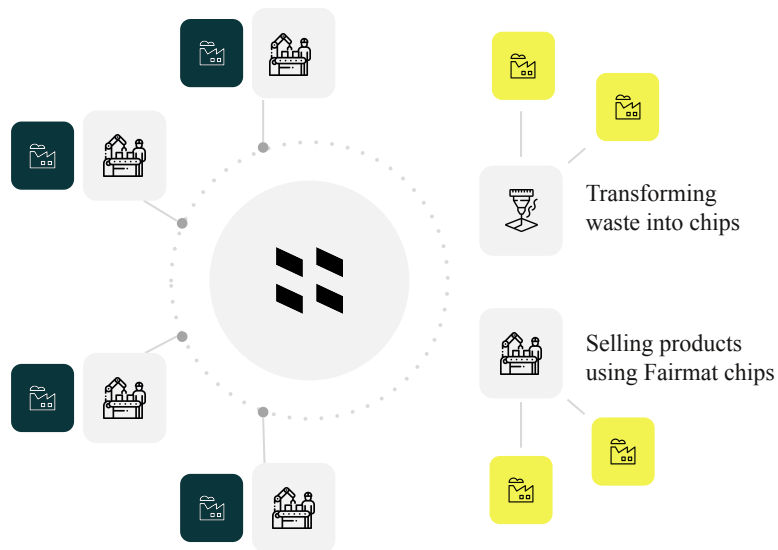 Transforming
waste into chips
Selling products
using Fairmat chips